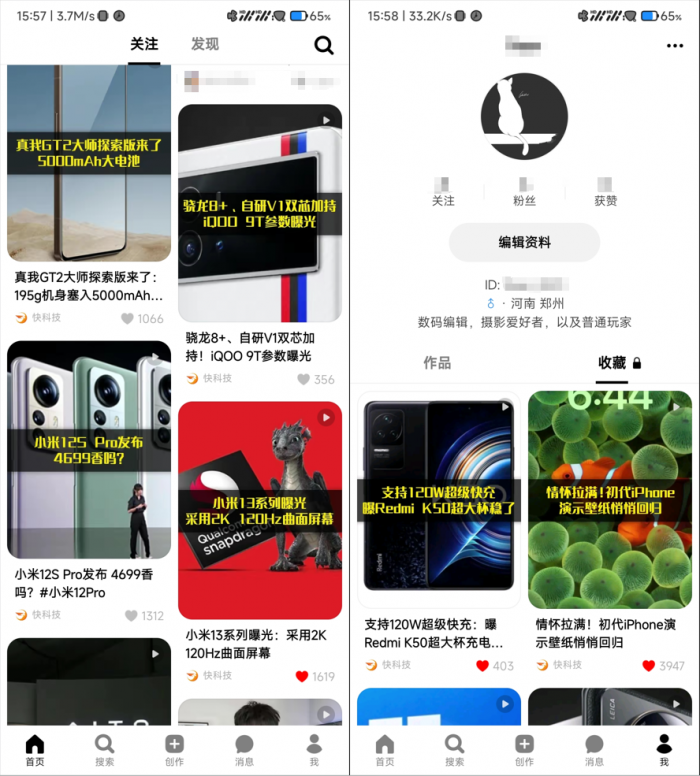 15:57 | 3.7M/s
65%
关注
发现
真我GT2大师探索版来了
5000mAh大电池
真我GT2大师探索版来了：
195g机身塞入5000mAh...
快科技
1066
小米12S Pro发布
4699香吗？
小米12S Pro发布 4699香
吗？#小米12Pro
快科技
1312
骁龙8+、自研V1双芯加持
iQOO 9T参数曝光
骁龙8+、自研V1双芯加
持！iQOO 9T参数曝光
快科技
356
Qualcomm
snapdragon
小米13系列曝光
采用2K 120Hz曲面屏幕
小米13系列曝光：采用2K
120Hz曲面屏幕
快科技
1619
首页
搜索
创作
消息
我
15:58 | 33.2K/s
65%
关注
粉丝
获赞
编辑资料
ID:
· 河南 郑州
数码编辑，摄影爱好者，以及普通玩家
作品
收藏
支持120W超级快充
曝Redmi K50超大杯稳了
Redmi
支持120W超级快充：曝
Redmi K50超大杯充电...
快科技
403
6:44
情怀拉满！初代iPhone
演示壁纸悄悄回归
情怀拉满！初代iPhone演
示壁纸悄悄回归
快科技
3947
LEICA
首页
搜索
创作
消息
我